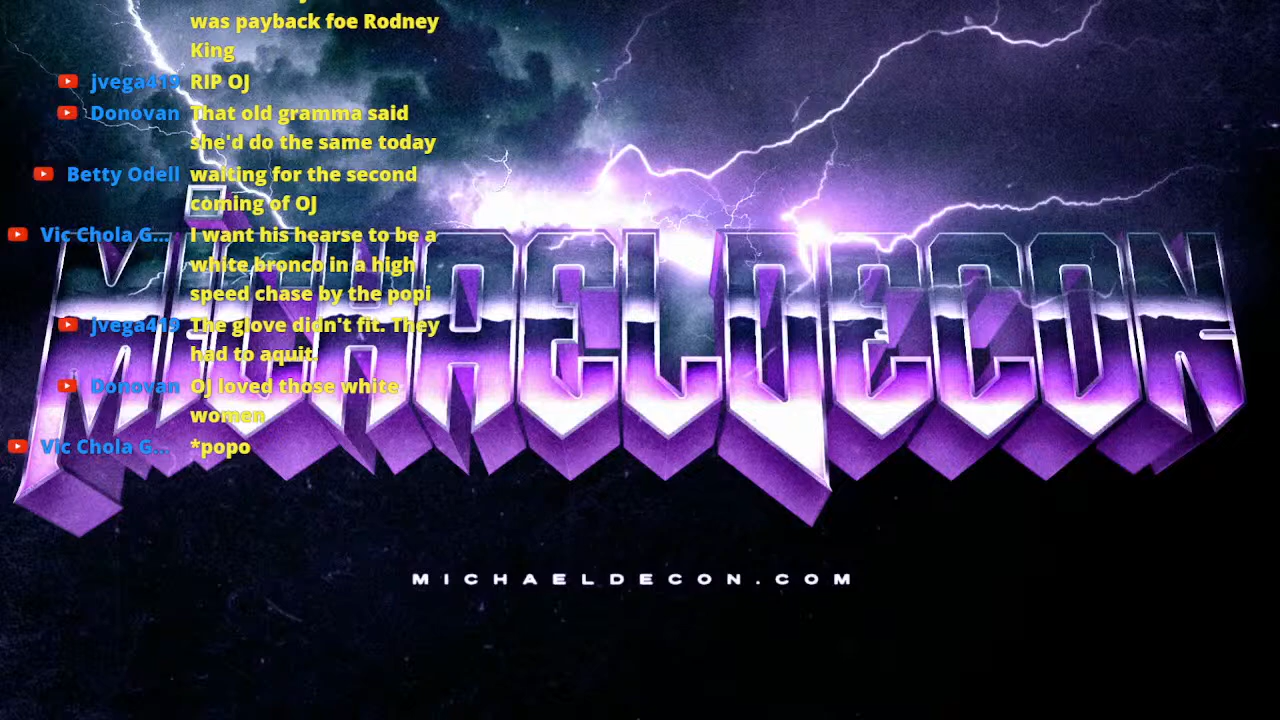 was payback foe Rodney
King
jvega419 RIP OJ
Donovan That old gramma said
she'd do the same today
Betty Odell waiting for the second
coming of OJ
Vic Chola G... I want his hearse to be a
white bronco in a high
speed chase by the popi
jvega419 The glove didn't fit. They
had to aquit.
Donovan OJ loved those white
women
Vic Chola G... *popo
MICHAELDECON
MICHAELDECON.COM